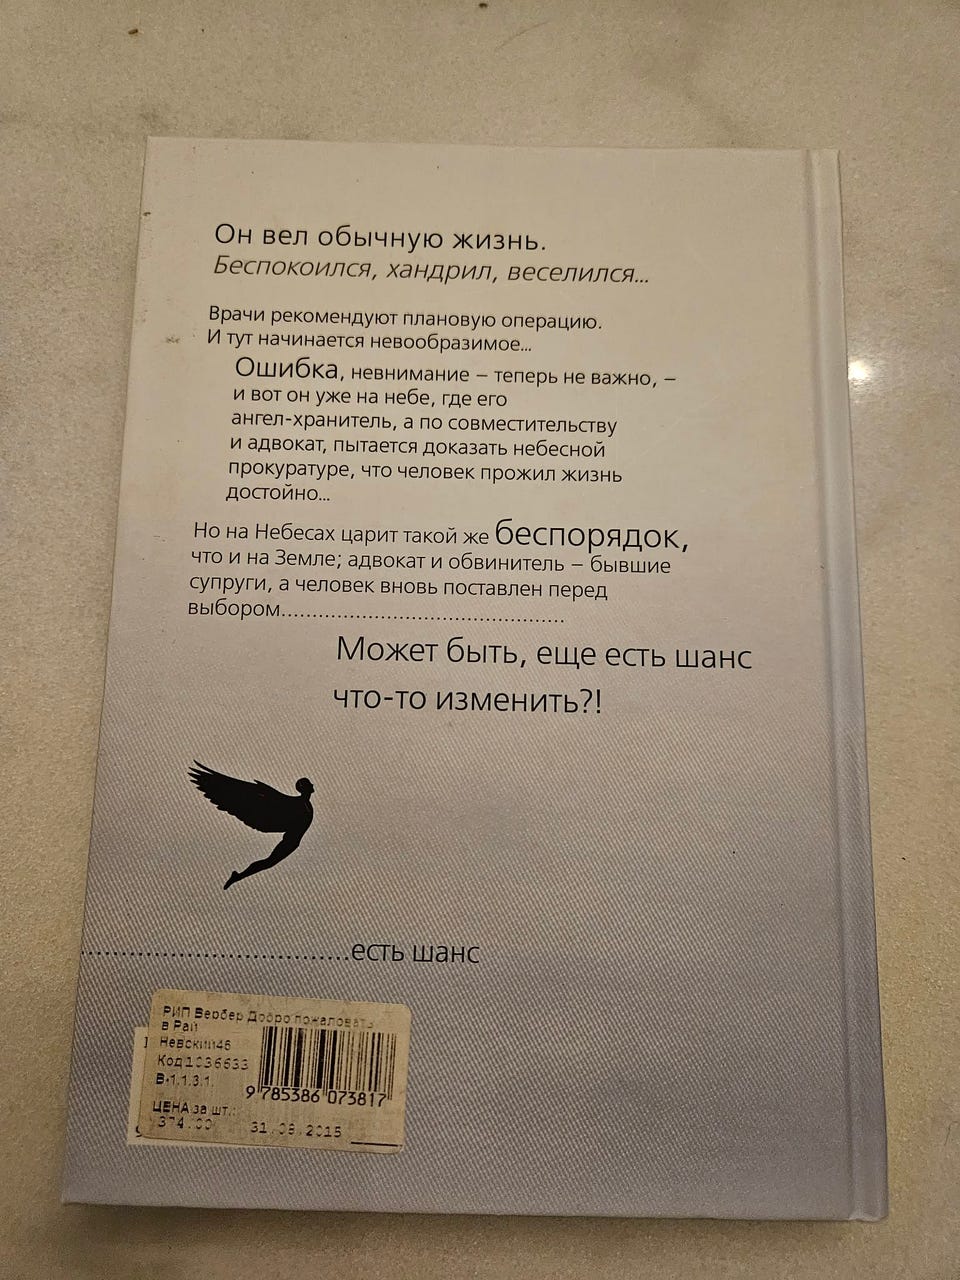 Он вел обычную жизнь.
Беспокоился, хандрил, веселился...
Врачи рекомендуют плановую операцию.
И тут начинается невообразимое...
Ошибка, невнимание – теперь не важно, –
и вот он уже на небе, где его
ангел-хранитель, а по совместительству
и адвокат, пытается доказать небесной
прокуратуре, что человек прожил жизнь
достойно...
Но на Небесах царит такой же беспорядок,
что и на Земле; адвокат и обвинитель – бывшие
супруги, а человек вновь поставлен перед
выбором............................................
Может быть, еще есть шанс
что-то изменить?!
.................................есть шанс
РИП Вербер Добро пожаловать
в Рай
Невский46
Код1036633
В-1.1.3.1.
9 785386 073817
ЦЕНА за шт.:
374.00 31.08.2015